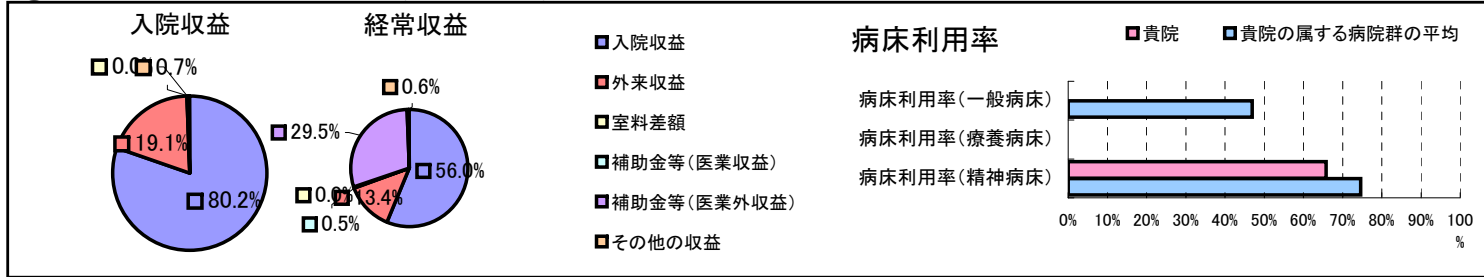 入院収益
0.0%
0.7%
19.1%
80.2%
経常収益
0.6%
29.5%
56.0%
0.0%
13.4%
0.5%
入院収益
外来収益
室料差額
補助金等(医業収益)
補助金等(医業外収益)
その他の収益
病床利用率
貴院
貴院の属する病院群の平均
病床利用率(一般病床)
病床利用率(療養病床)
病床利用率(精神病床)
0% 10% 20% 30% 40% 50% 60% 70% 80% 90% 100
%